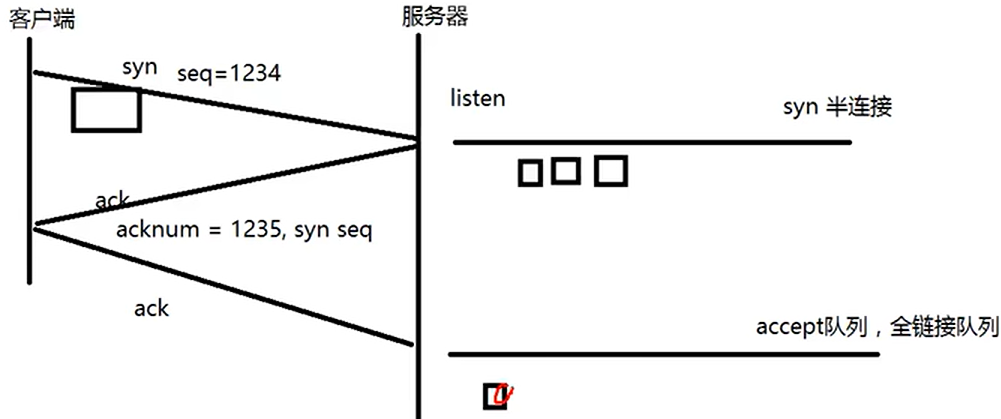 客户端
服务器
syn seq=1234
listen
syn 半连接
ack
acknum = 1235, syn seq
ack
accept队列，全链接队列